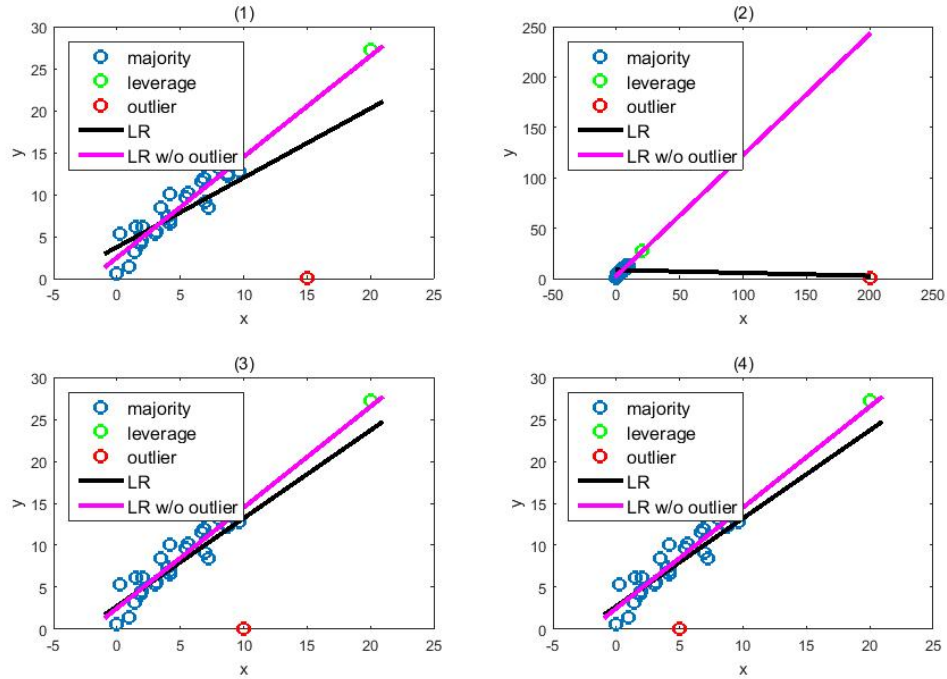 (1)
30
25
20
15
10
5
0
-5 0 5 10 15 20 25
x
y
majority
leverage
outlier
LR
LR w/o outlier
(2)
250
200
150
100
50
0
-50 0 50 100 150 200 250
x
y
majority
leverage
outlier
LR
LR w/o outlier
(3)
30
25
20
15
10
5
0
-5 0 5 10 15 20 25
x
y
majority
leverage
outlier
LR
LR w/o outlier
(4)
30
25
20
15
10
5
0
-5 0 5 10 15 20 25
x
y
majority
leverage
outlier
LR
LR w/o outlier